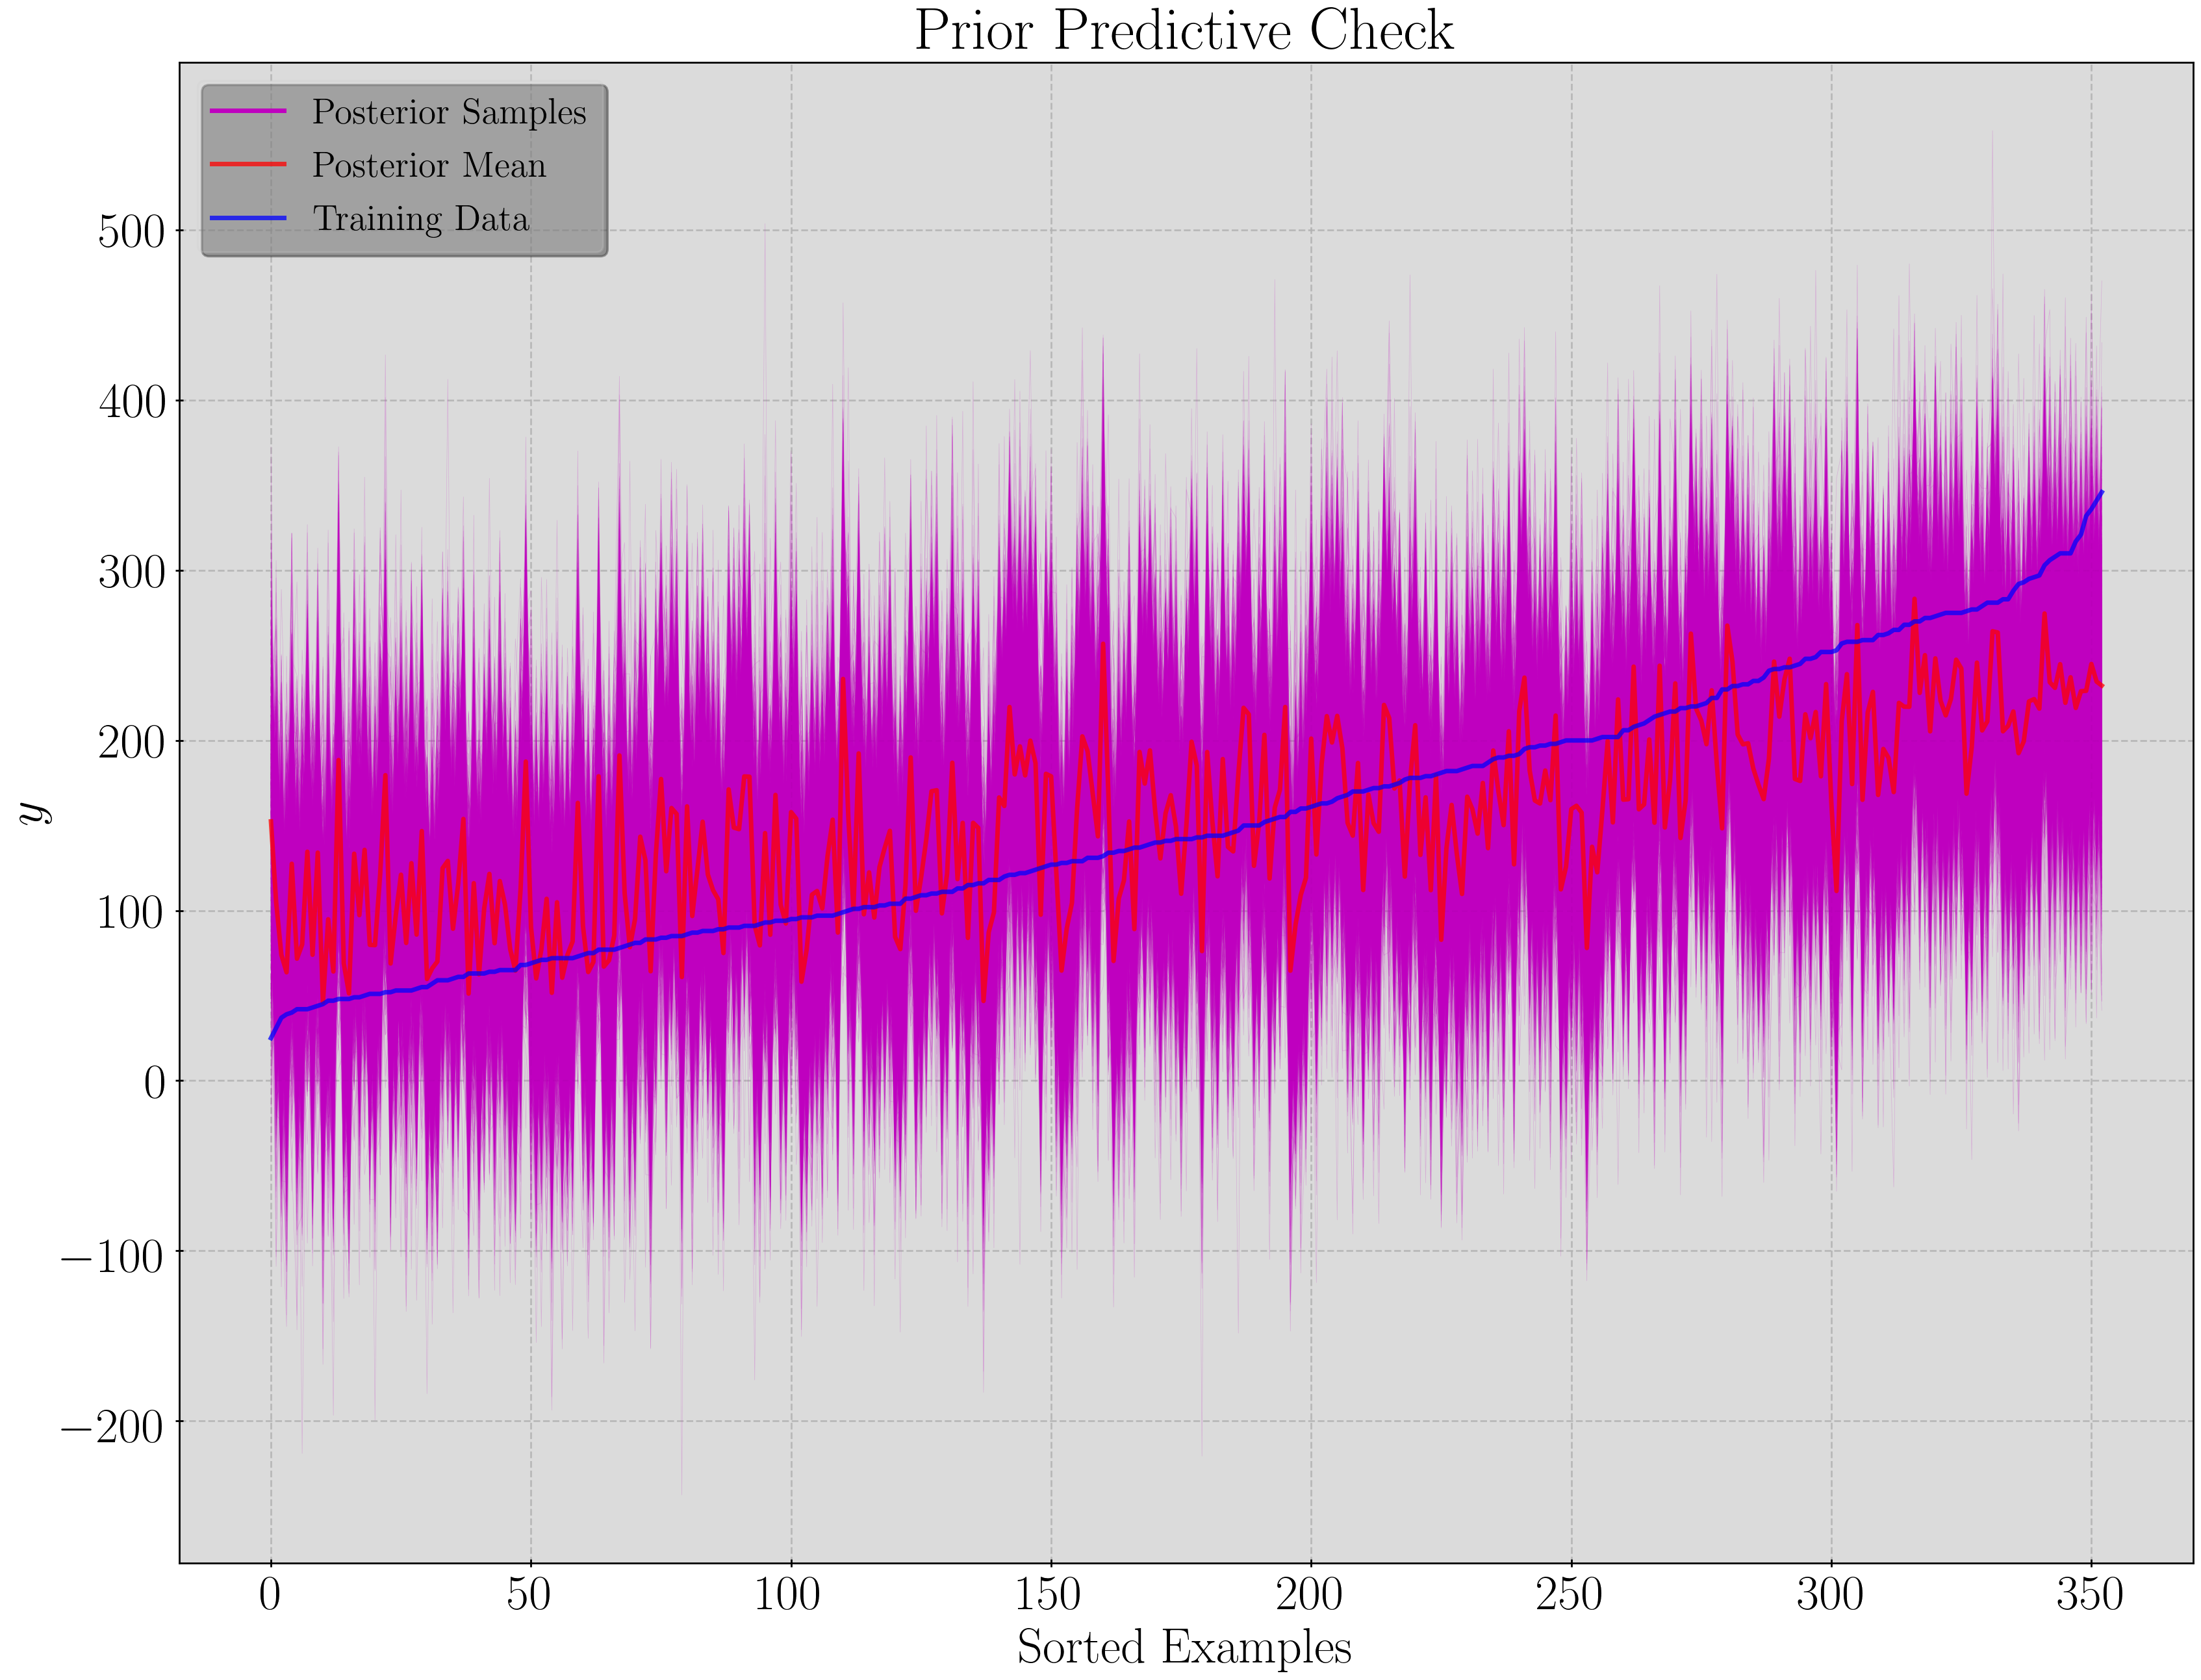 Prior Predictive Check
Posterior Samples
Posterior Mean
Training Data
500
400
300
200
100
0
−100
−200
y
0 50 100 150 200 250 300 350
Sorted Examples